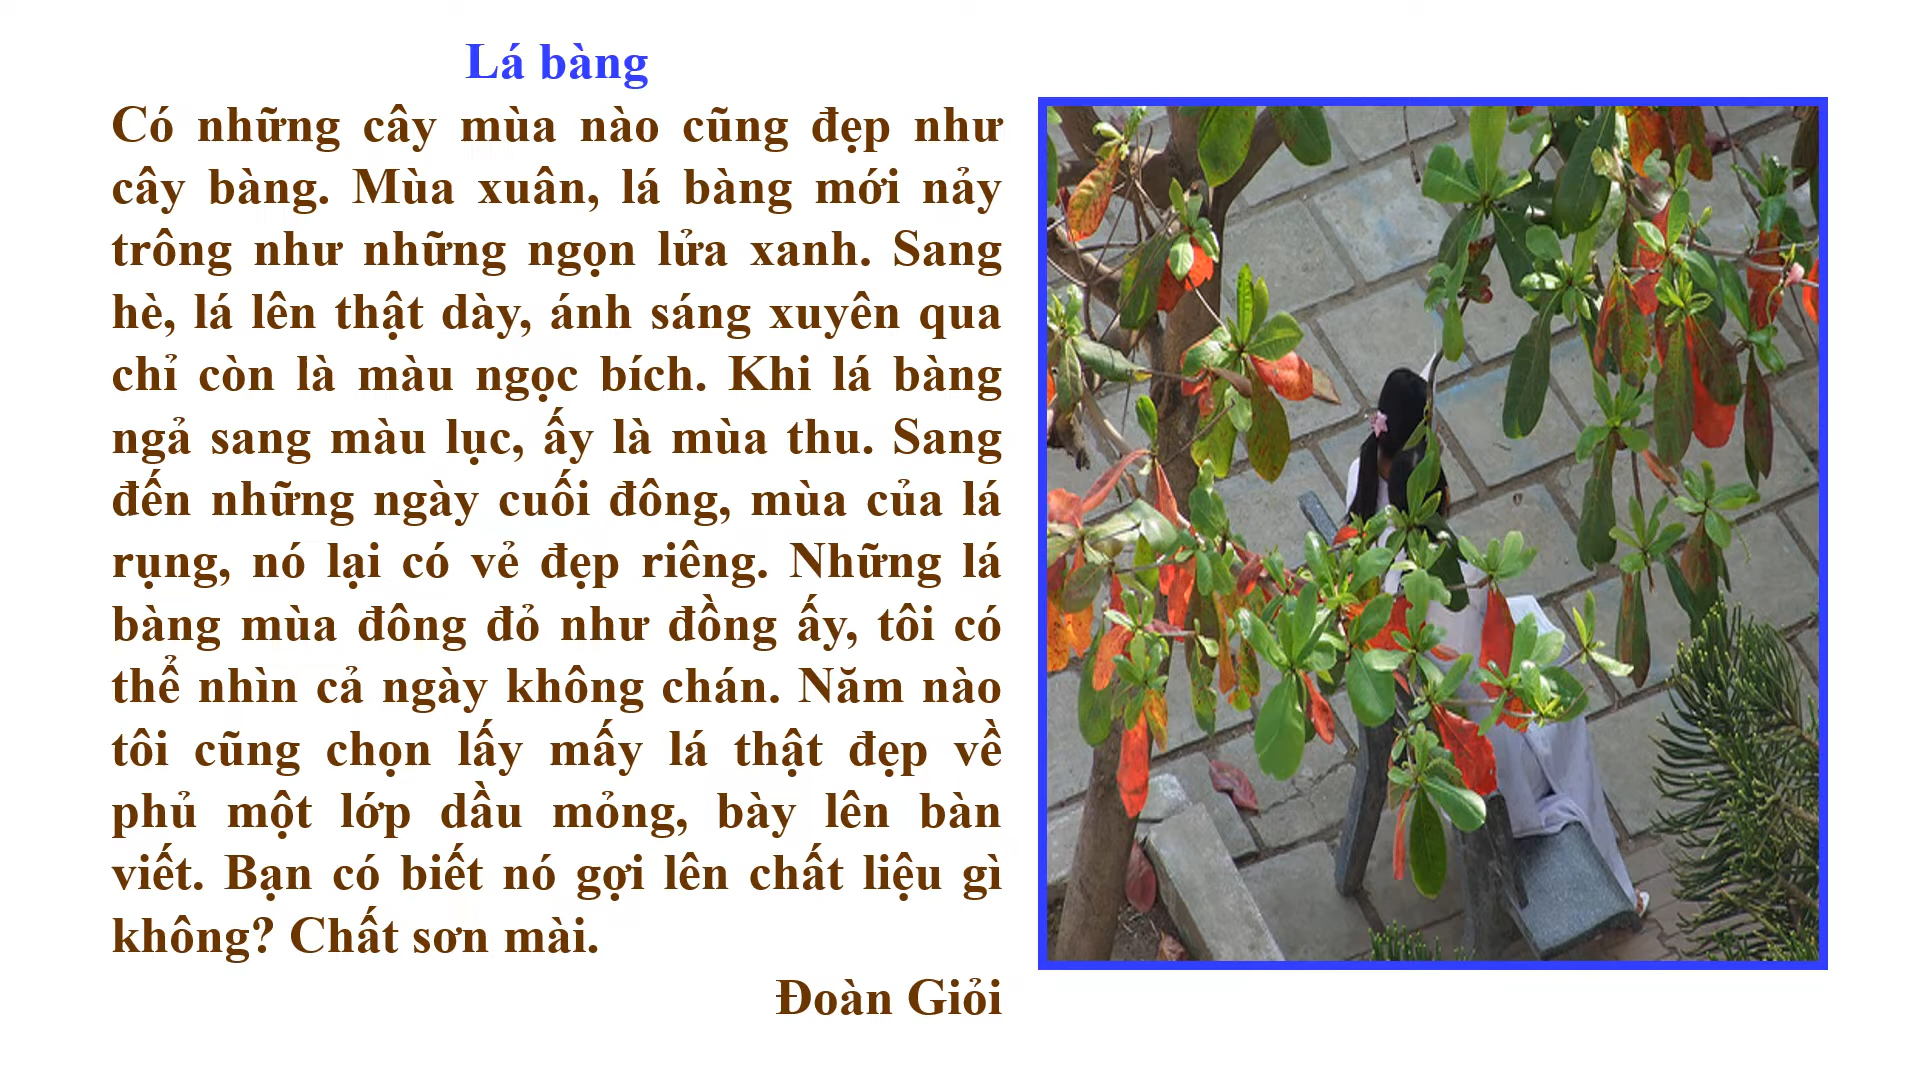 Lá bàng
Có những cây mùa nào cũng đẹp như
cây bàng. Mùa xuân, lá bàng mới nảy
trông như những ngọn lửa xanh. Sang
hè, lá lên thật dày, ánh sáng xuyên qua
chỉ còn là màu ngọc bích. Khi lá bàng
ngả sang màu lục, ấy là mùa thu. Sang
đến những ngày cuối đông, mùa của lá
rụng, nó lại có vẻ đẹp riêng. Những lá
bàng mùa đông đỏ như đồng ấy, tôi có
thể nhìn cả ngày không chán. Năm nào
tôi cũng chọn lấy mấy lá thật đẹp về
phủ một lớp dầu mỏng, bày lên bàn
viết. Bạn có biết nó gợi lên chất liệu gì
không? Chất sơn mài.
Đoàn Giỏi